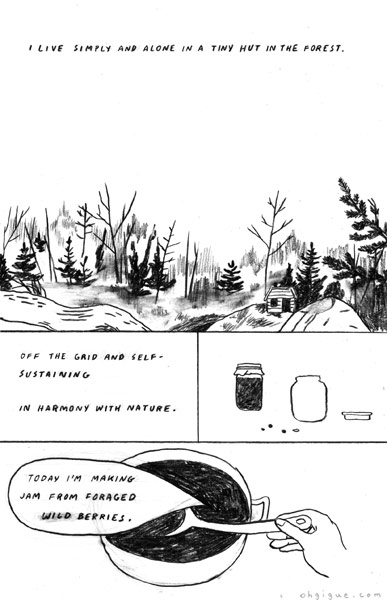 I LIVE SIMPLY AND ALONE IN A TINY HUT IN THE FOREST.
OFF THE GRID AND SELF-
SUSTAINING
IN HARMONY WITH NATURE.
TODAY I'M MAKING
JAM FROM FORAGED
WILD BERRIES.
ohgigue.com